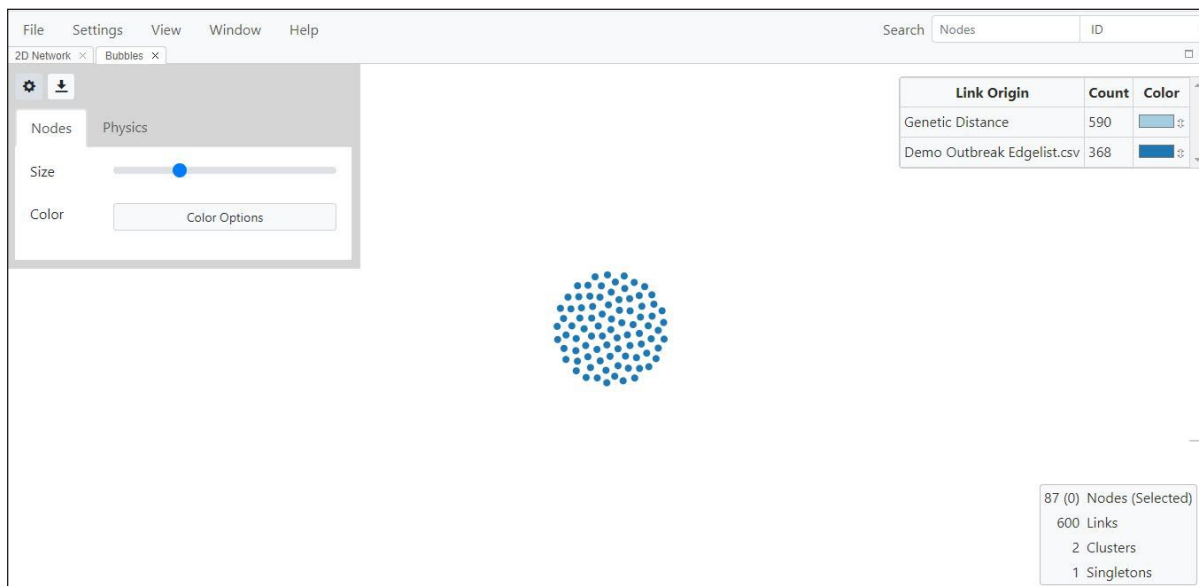 File Settings View Window Help Search Nodes ID
2D Network × Bubbles ×
Nodes Physics
Size
Color Color Options
Link Origin Count Color
Genetic Distance 590
Demo Outbreak Edgelist.csv 368
87 (0) Nodes (Selected)
600 Links
2 Clusters
1 Singletons